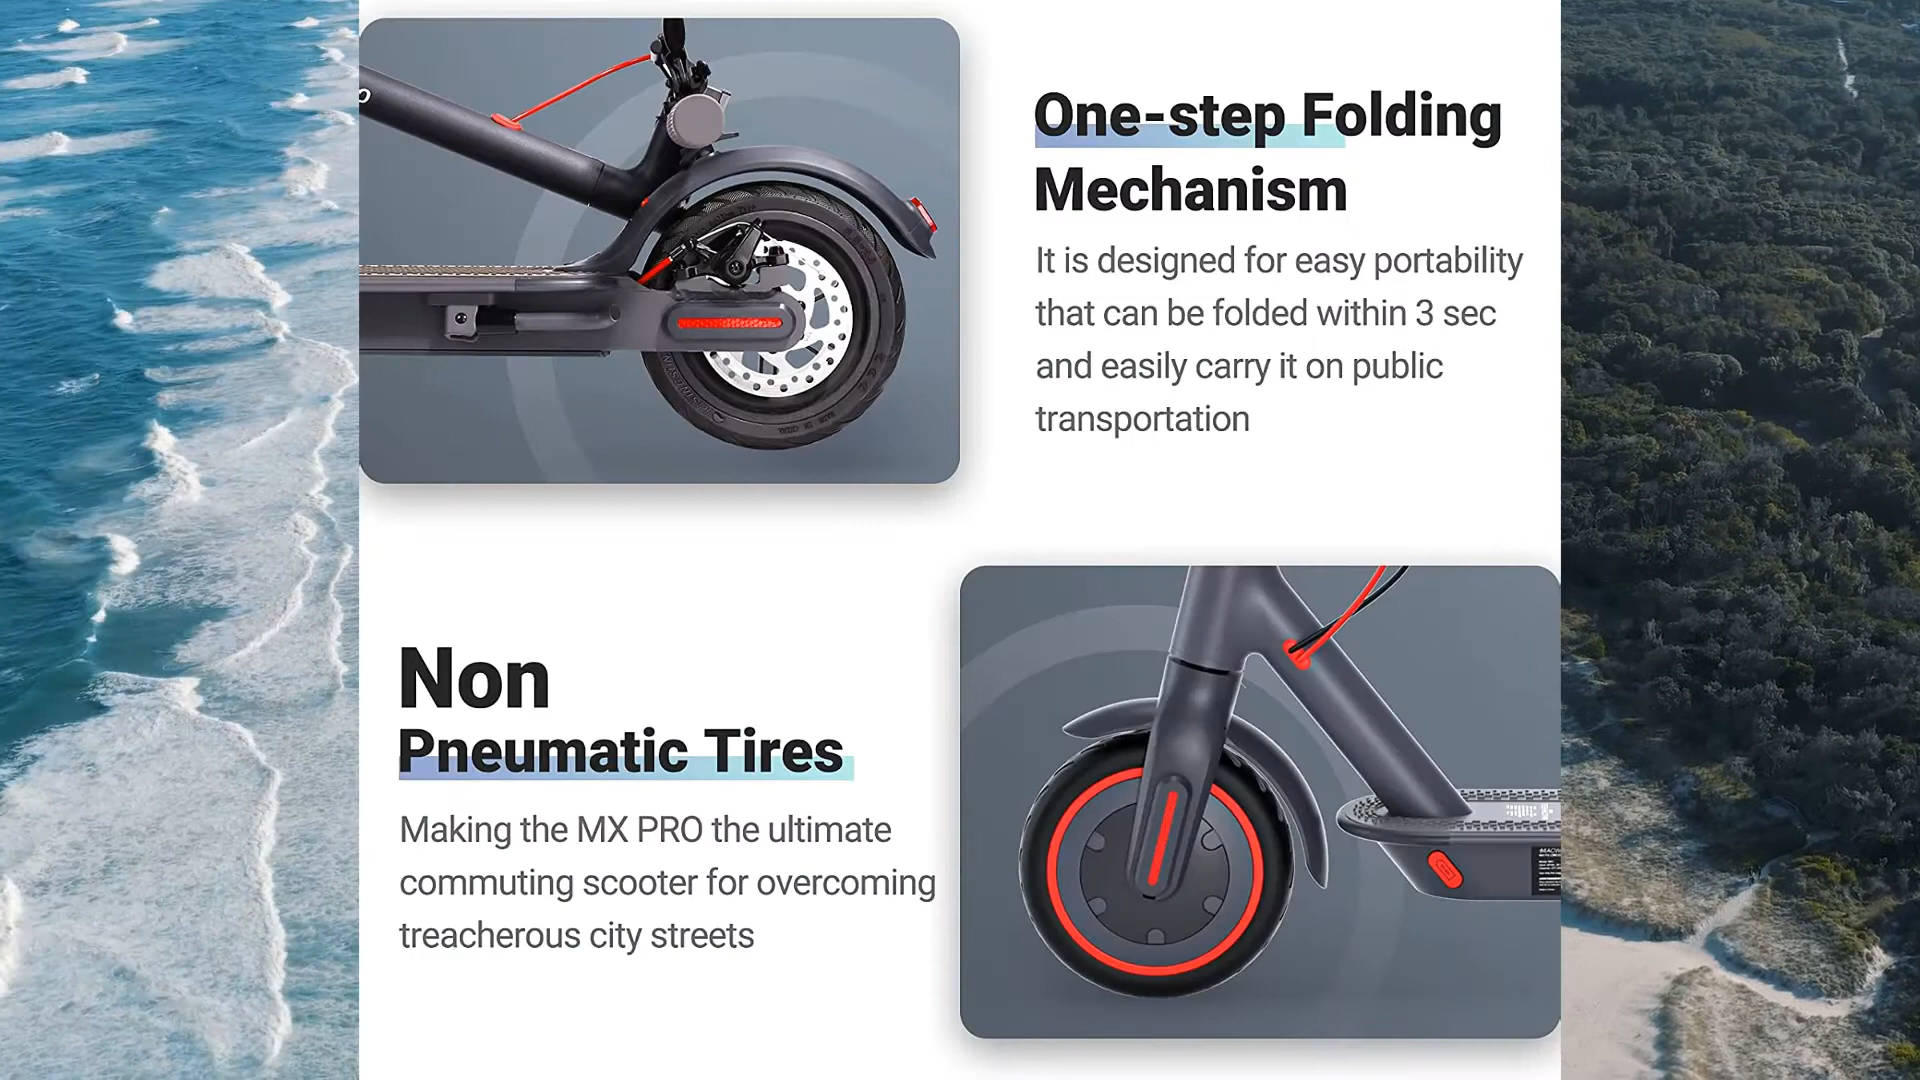 One-step Folding
Mechanism
It is designed for easy portability
that can be folded within 3 sec
and easily carry it on public
transportation
Non
Pneumatic Tires
Making the MX PRO the ultimate
commuting scooter for overcoming
treacherous city streets